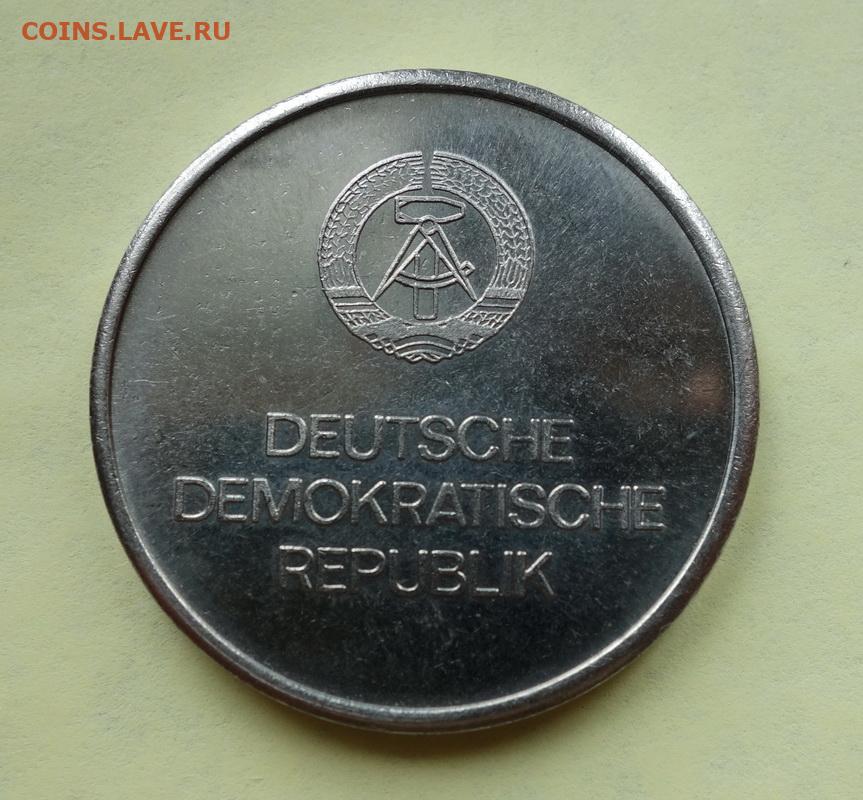 COINS.LAVE.RU
DEUTSCHE
DEMOKRATISCHE
REPUBLIK